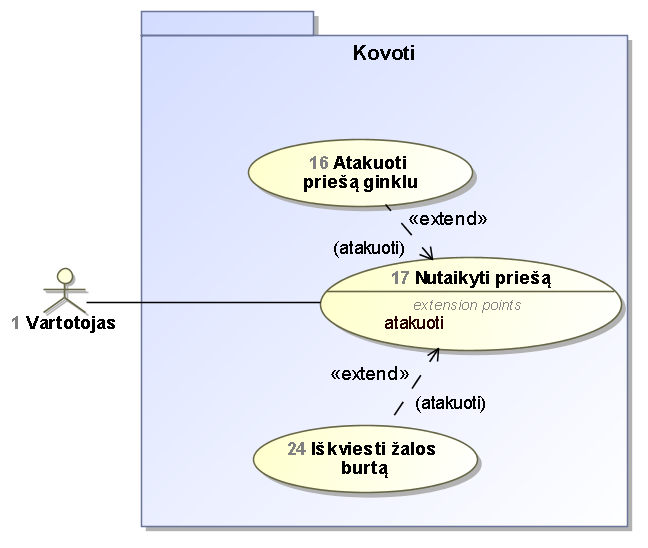 Kovoti
16 Atakuoti
priešą ginklu
«extend»
(atakuoti)
17 Nutaikyti priešą
extension points
atakuoti
1 Vartotojas
«extend»
(atakuoti)
24 Iškviesti žalos
burtą